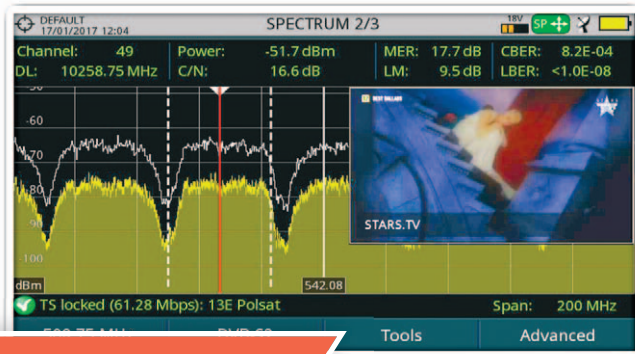 DEFAULT
17/01/2017 12:04
SPECTRUM 2/3
18V
SP
Channel: 49
Power: -51.7 dBm
MER: 17.7 dB
CBER: 8.2E-04
DL: 10258.75 MHz
C/N: 16.6 dB
LM: 9.5 dB
LBER: <1.0E-08
-60
-70
-80
-90
-100
BEST BALLADS
STARS.TV
dBm
542.08
TS locked (61.28 Mbps): 13E Polsat
Span: 200 MHz
Tools
Advanced